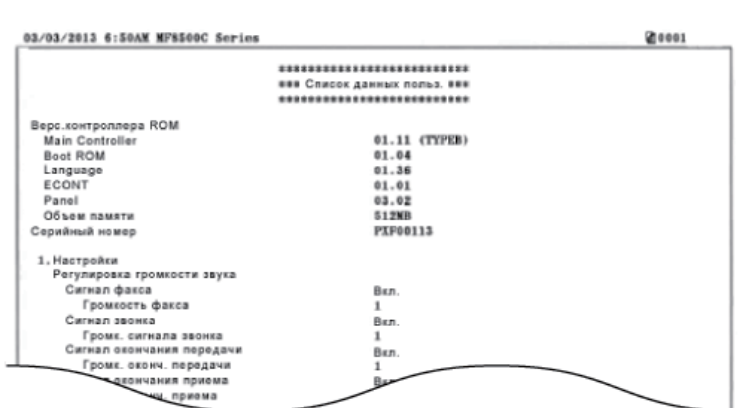 03/03/2013 6:50AM MF8500C Series 0001
***************************
*** Список данных польз. ***
***************************
Верс.контроллера ROM
Main Controller 01.11 (TYPEB)
Boot ROM 01.04
Language 01.36
ECONT 01.01
Panel 03.02
Объем памяти 512MB
Серийный номер PXF00113
1. Настройки
Регулировка громкости звука
Сигнал факса Вкл.
Громкость факса 1
Сигнал звонка Вкл.
Громк. сигнала звонка 1
Сигнал окончания передачи Вкл.
Громк. оконч. передачи 1
окончания приема
приема